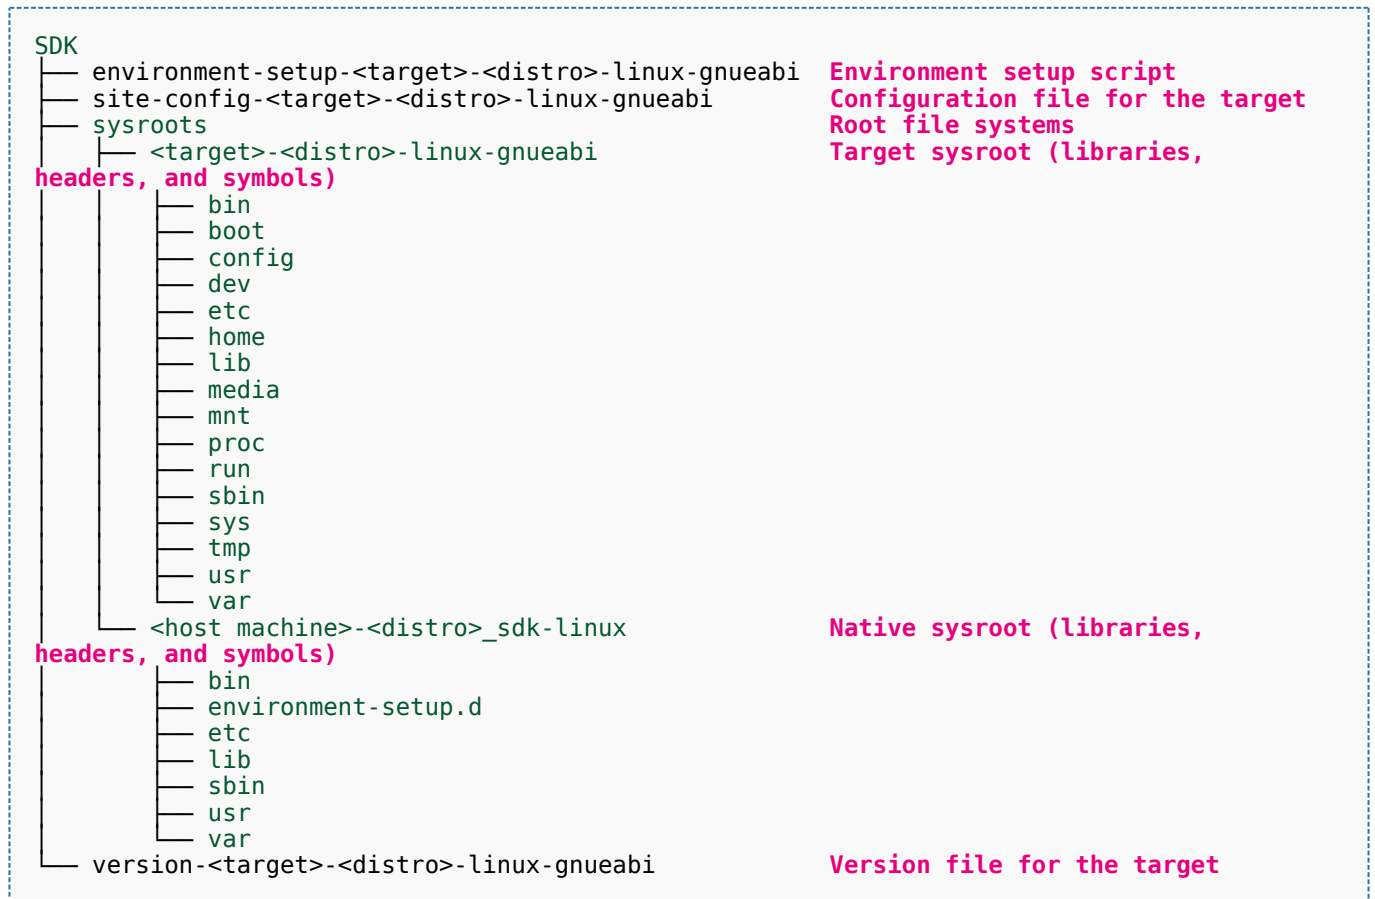 SDK
├── environment-setup-<target>-<distro>-linux-gnueabi  Environment setup script
├── site-config-<target>-<distro>-linux-gnueabi        Configuration file for the target
├── sysroots                                           Root file systems
│   ├── <target>-<distro>-linux-gnueabi                Target sysroot (libraries,
headers, and symbols)
│   │   ├── bin
│   │   ├── boot
│   │   ├── config
│   │   ├── dev
│   │   ├── etc
│   │   ├── home
│   │   ├── lib
│   │   ├── media
│   │   ├── mnt
│   │   ├── proc
│   │   ├── run
│   │   ├── sbin
│   │   ├── sys
│   │   ├── tmp
│   │   ├── usr
│   │   └── var
│   └── <host machine>-<distro>_sdk-linux              Native sysroot (libraries,
headers, and symbols)
│       ├── bin
│       ├── environment-setup.d
│       ├── etc
│       ├── lib
│       ├── sbin
│       ├── usr
│       └── var
└── version-<target>-<distro>-linux-gnueabi            Version file for the target